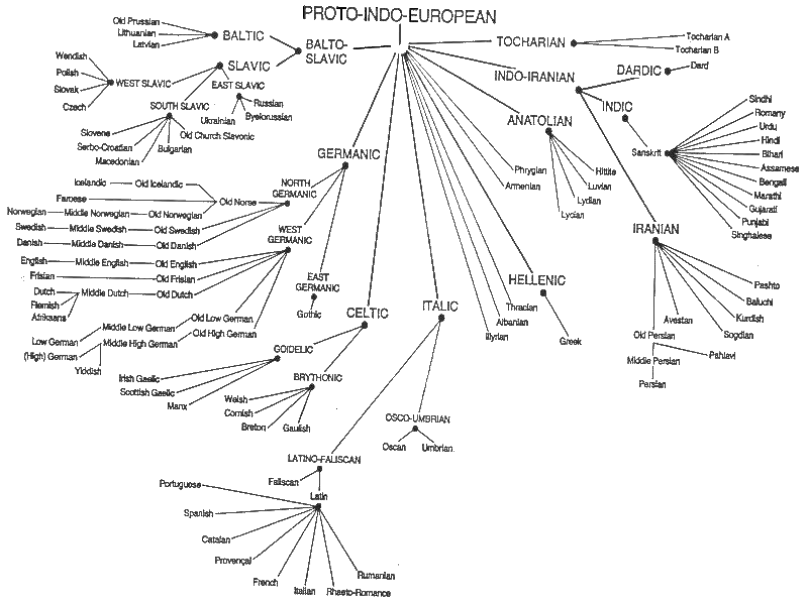 PROTO-INDO-EUROPEAN
Old Prussian
Lithuanian
Latvian
BALTIC
BALTO-
SLAVIC
SLAVIC
Wendish
Polish
Slovak
Czech
WEST SLAVIC
EAST SLAVIC
Russian
Ukrainian
Byelorussian
SOUTH SLAVIC
Old Church Slavonic
Slovene
Serbo-Croatian
Macedonian
Bulgarian
TOCHARIAN
Tocharian A
Tocharian B
INDO-IRANIAN
DARDIC
Dard
INDIC
Sanskrit
Sindhi
Romany
Urdu
Hindi
Bihari
Assamese
Bengali
Marathi
Gujarati
Punjabi
Singhalese
ANATOLIAN
Hittite
Luvian
Lydian
Lycian
Phrygian
Armenian
IRANIAN
Pashto
Baluchi
Kurdish
Sogdian
Avestan
Old Persian
Pahlavi
Middle Persian
Persian
GERMANIC
NORTH
GERMANIC
Icelandic
Old Icelandic
Faroese
Old Norse
Norwegian
Middle Norwegian
Old Norwegian
Swedish
Middle Swedish
Old Swedish
Danish
Middle Danish
Old Danish
WEST
GERMANIC
English
Middle English
Old English
Frisian
Old Frisian
Dutch
Middle Dutch
Old Dutch
Flemish
Afrikaans
Low German
Middle Low German
Old Low German
(High) German
Middle High German
Old High German
Yiddish
EAST
GERMANIC
Gothic
CELTIC
GOIDELIC
Irish Gaelic
Scottish Gaelic
Manx
BRYTHONIC
Welsh
Cornish
Breton
Gaulish
ITALIC
OSCO-UMBRIAN
Oscan
Umbrian
LATINO-FALISCAN
Faliscan
Latin
Portuguese
Spanish
Catalan
Provençal
French
Italian
Rhaeto-Romance
Rumanian
HELLENIC
Greek
Thracian
Albanian
Illyrian